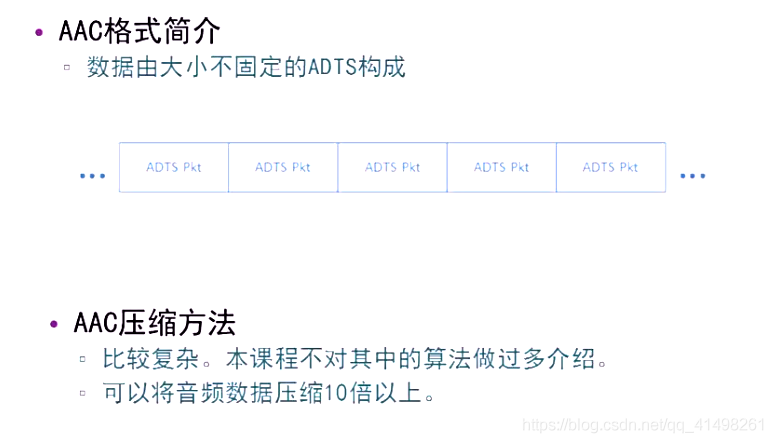 • AAC格式简介
▫ 数据由大小不固定的ADTS构成
... ADTS Pkt ADTS Pkt ADTS Pkt ADTS Pkt ADTS Pkt ...
• AAC压缩方法
▫ 比较复杂。本课程不对其中的算法做过多介绍。
▫ 可以将音频数据压缩10倍以上。
https://blog.csdn.net/qq_41498261